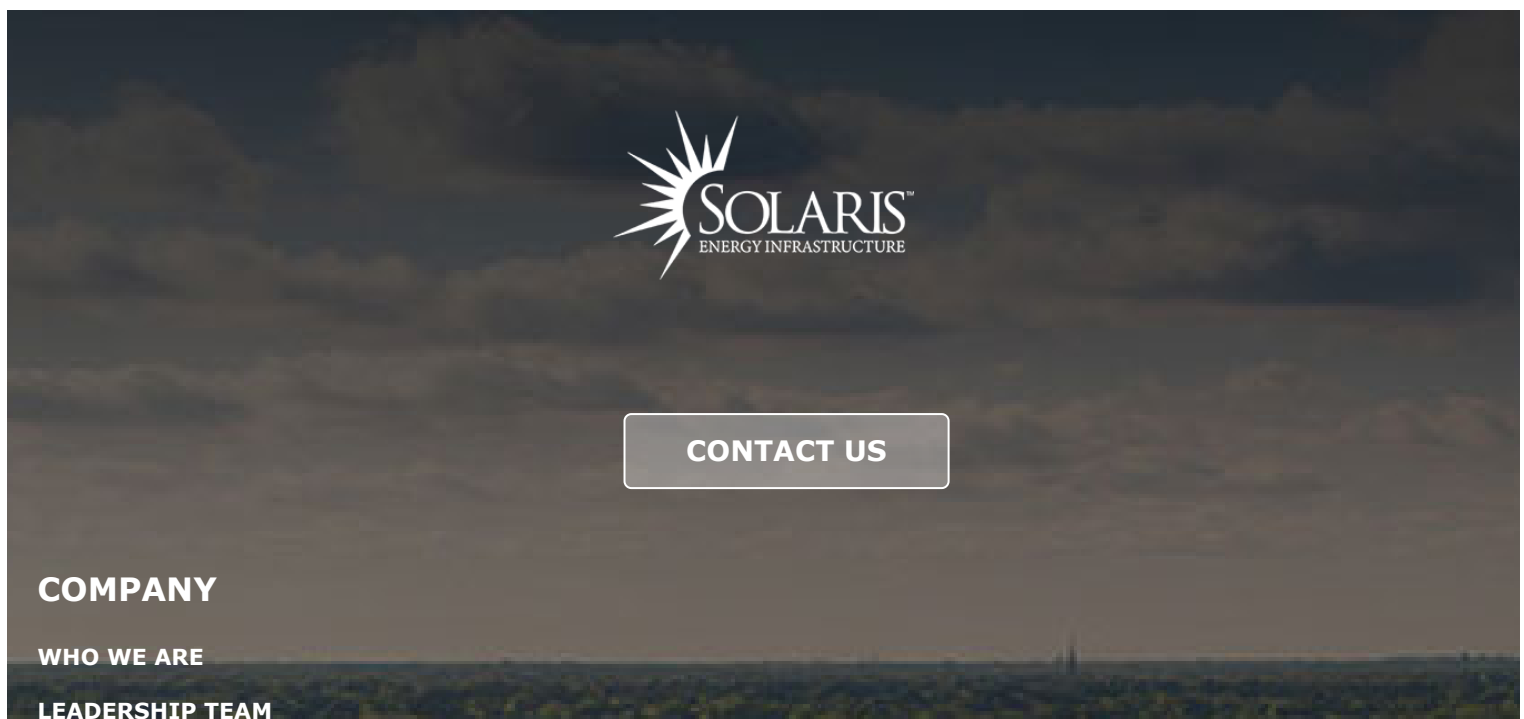 SOLARIS™
ENERGY INFRASTRUCTURE
CONTACT US
COMPANY
WHO WE ARE
LEADERSHIP TEAM